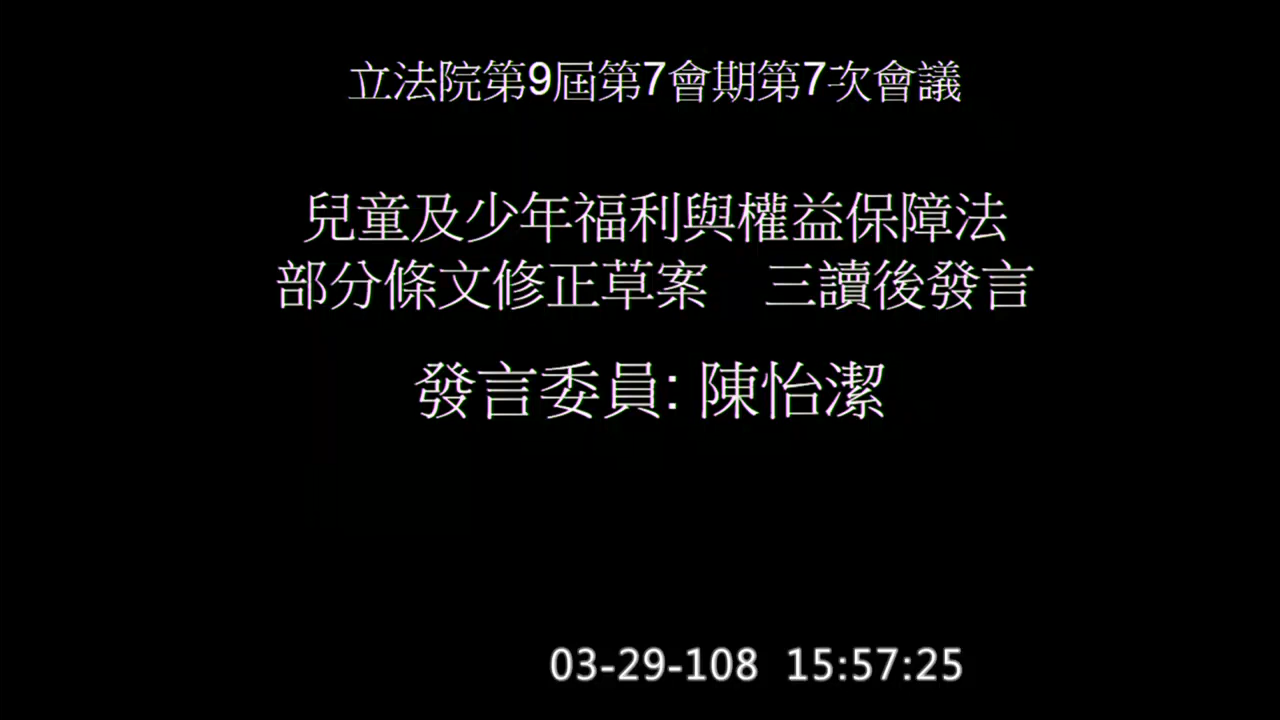 立法院第9屆第7會期第7次會議
兒童及少年福利與權益保障法
部分條文修正草案　三讀後發言
發言委員: 陳怡潔
03-29-108 15:57:25